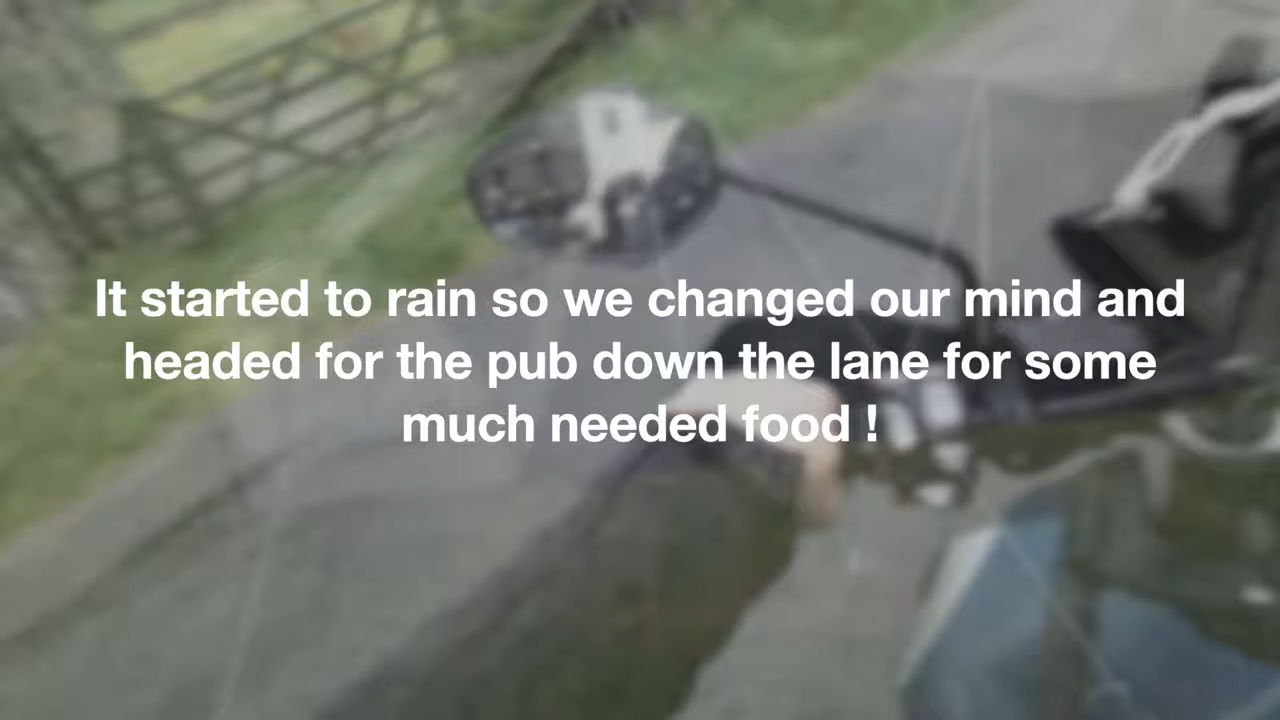 It started to rain so we changed our mind and
headed for the pub down the lane for some
much needed food !